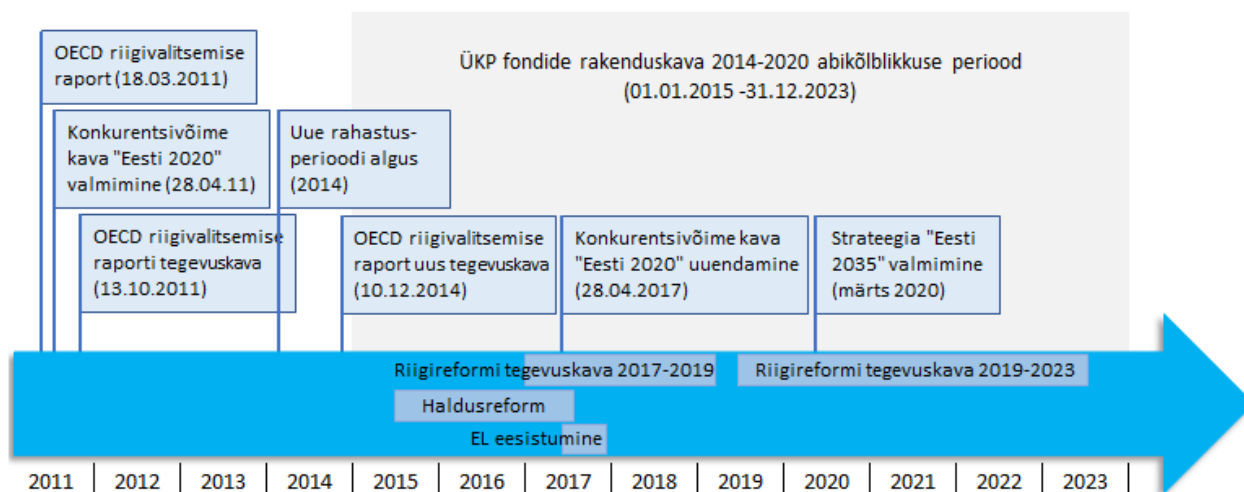 OECD riigivalitsemise
raport (18.03.2011)
ÜKP fondide rakenduskava 2014-2020 abikõlblikkuse periood
(01.01.2015 -31.12.2023)
Konkurentsivõime
kava "Eesti 2020"
valmimine (28.04.11)
Uue rahastus-
perioodi algus
(2014)
OECD riigivalitsemise
raporti tegevuskava
(13.10.2011)
OECD riigivalitsemise
raport uus tegevuskava
(10.12.2014)
Konkurentsivõime kava
"Eesti 2020" uuendamine
(28.04.2017)
Strateegia "Eesti
2035" valmimine
(märts 2020)
Riigireformi tegevuskava 2017-2019
Riigireformi tegevuskava 2019-2023
Haldusreform
EL eesistumine
2011 2012 2013 2014 2015 2016 2017 2018 2019 2020 2021 2022 2023